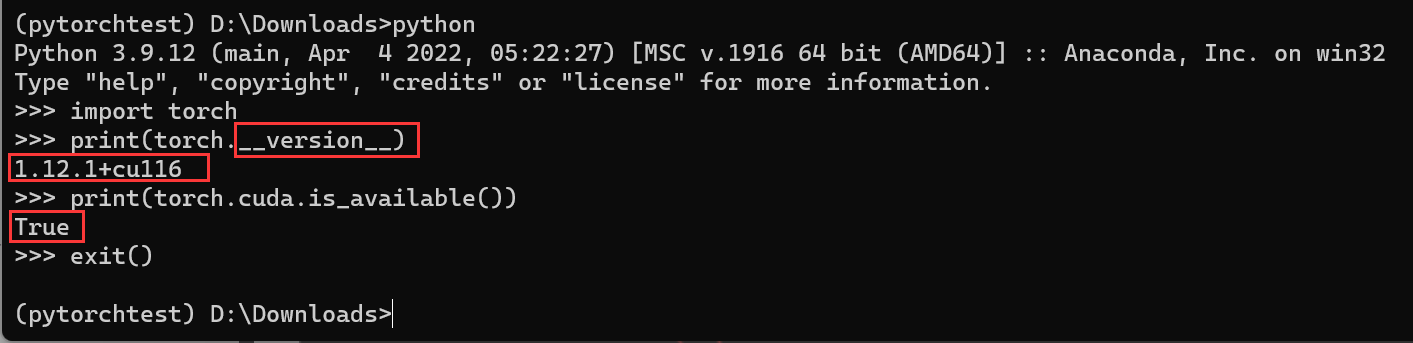 (pytorchtest) D:\Downloads>python
Python 3.9.12 (main, Apr  4 2022, 05:22:27) [MSC v.1916 64 bit (AMD64)] :: Anaconda, Inc. on win32
Type "help", "copyright", "credits" or "license" for more information.
>>> import torch
>>> print(torch.__version__)
1.12.1+cu116
>>> print(torch.cuda.is_available())
True
>>> exit()
(pytorchtest) D:\Downloads>